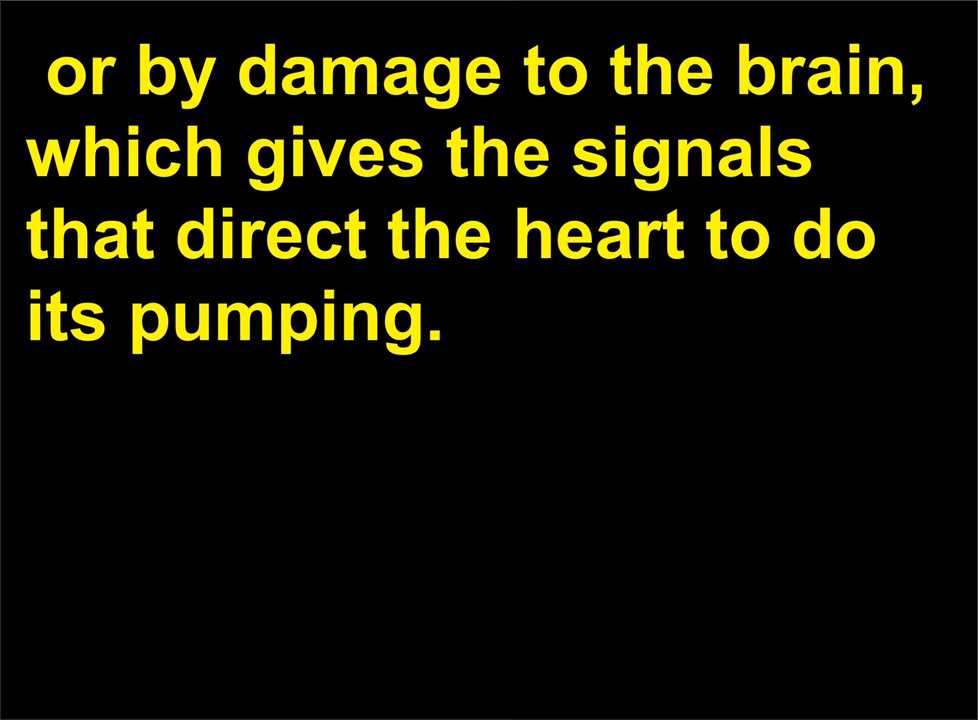 or by damage to the brain,
which gives the signals
that direct the heart to do
its pumping.